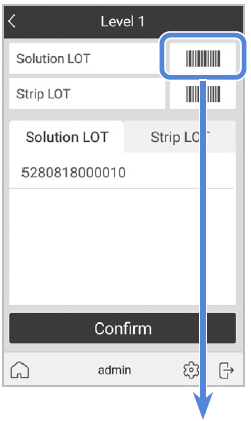 Level 1
Solution LOT
Strip LOT
Solution LOT Strip LOT
5280818000010
Confirm
admin